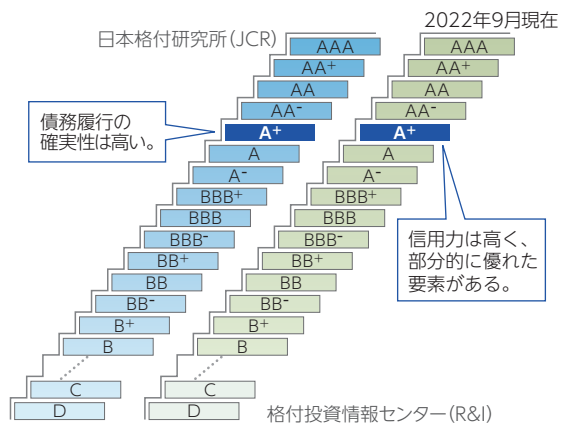 2022年9月現在
日本格付研究所（JCR）
AAA
AA+
AA
AA-
A+
A
A-
BBB+
BBB
BBB-
BB+
BB
BB-
B+
B
C
D
債務履行の
確実性は高い。
AAA
AA+
AA
AA-
A+
A
A-
BBB+
BBB
BBB-
BB+
BB
BB-
B+
B
C
D
信用力は高く、
部分的に優れた
要素がある。
格付投資情報センター（R&I）